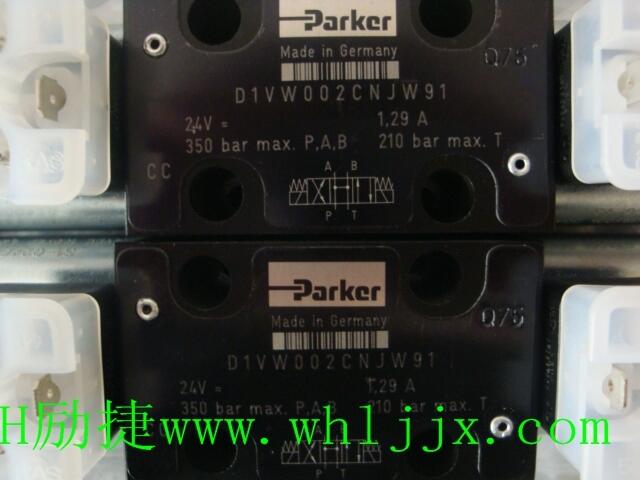 Parker
Made in Germany
Q75
D1VW002CNJW91
24V = 1,29 A
350 bar max. P,A,B 210 bar max. T
CC
A B
P T
Parker
Made in Germany
Q75
D1VW002CNJW91
24V = 1,29 A
350 bar max. P,A,B 210 bar max. T
H励捷www.whljjx.com
P T